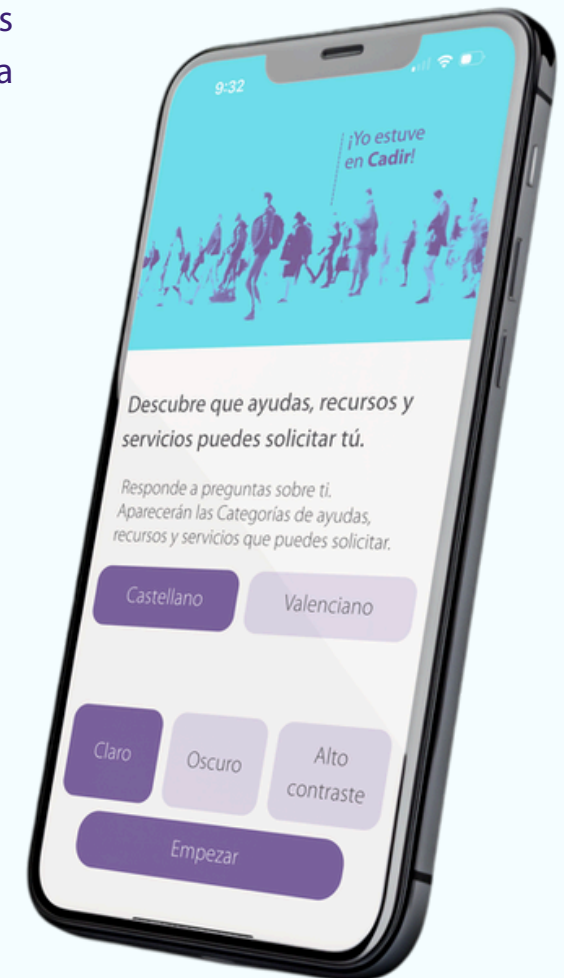 s
a
9:32
¡Yo estuve
en Cadir!
Descubre que ayudas, recursos y
servicios puedes solicitar tú.
Responde a preguntas sobre ti.
Aparecerán las Categorías de ayudas,
recursos y servicios que puedes solicitar.
Castellano
Valenciano
Claro
Oscuro
Alto
contraste
Empezar